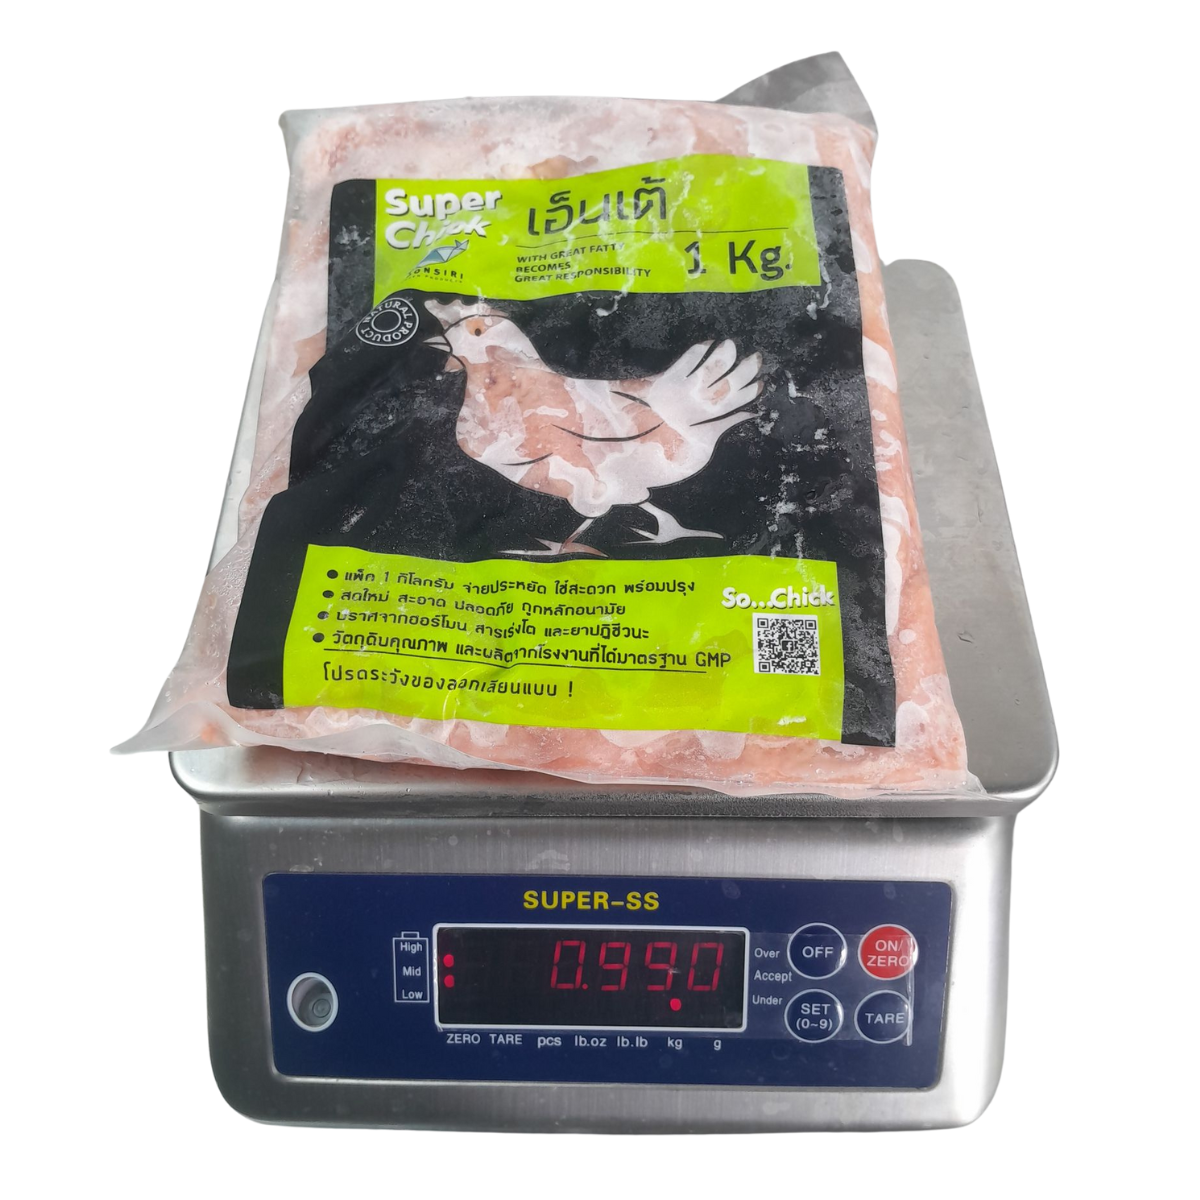 Super
Chick
เอ็นเต้
WITH GREAT FATTY
BECOMES
GREAT RESPONSIBILITY
1 Kg.
NATURAL PRODUCT
• แพ็ค 1 กิโลกรัม จ่ายประหยัด ใช้สะดวก พร้อมปรุง
• สดใหม่ สะอาด ปลอดภัย ถูกหลักอนามัย
• ปราศจากฮอร์โมน สารเร่งโต และยาปฏิชีวนะ
• วัตถุดิบคุณภาพ และผลิตจากโรงงานที่ได้มาตรฐาน GMP
โปรดระวังของลอกเลียนแบบ !
So...Chick
SUPER-SS
High
Mid
Low
0.990
Over
Accept
Under
OFF
ON/
ZERO
SET
(0~9)
TARE
ZERO TARE pcs lb.oz lb.lb kg g